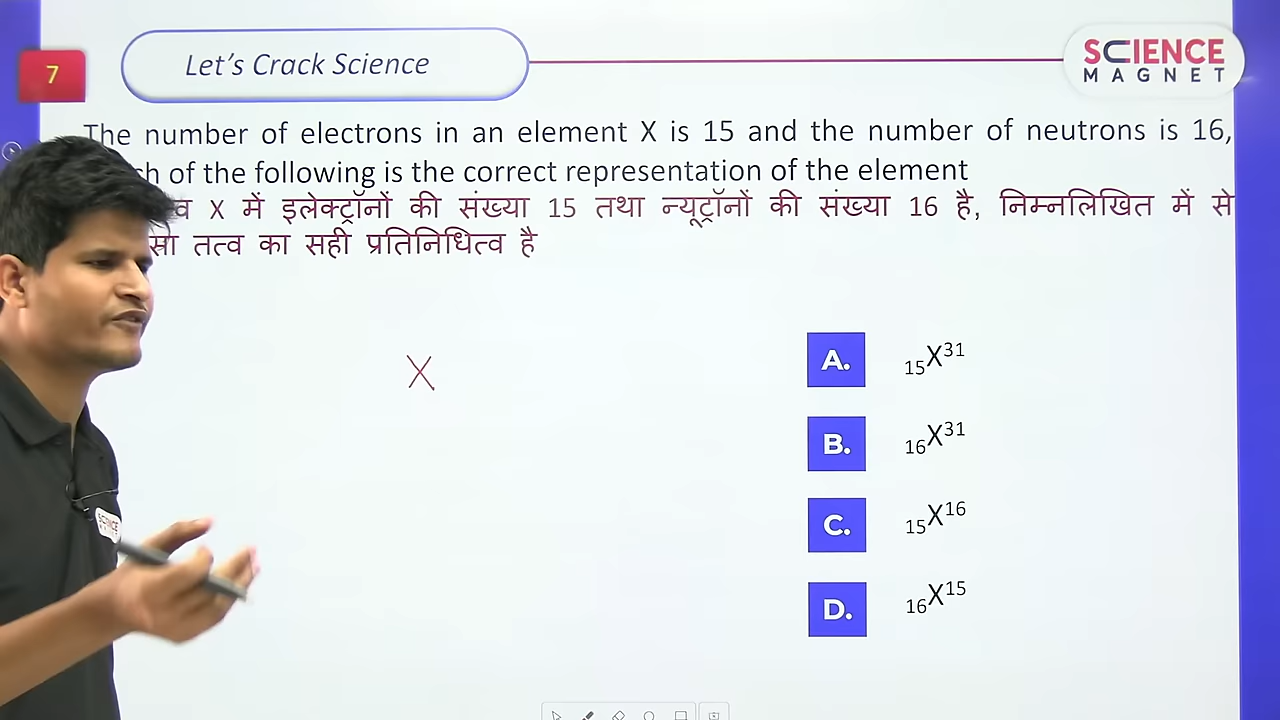 7
Let's Crack Science
SCIENCE
MAGNET
The number of electrons in an element X is 15 and the number of neutrons is 16,
of the following is the correct representation of the element
X में इलेक्ट्रॉनों की संख्या 15 तथा न्यूट्रॉनों की संख्या 16 है, निम्नलिखित में से
तत्व का सही प्रतिनिधित्व है
X
A. ₁₅X³¹
B. ₁₆X³¹
C. ₁₅X¹⁶
D. ₁₆X¹⁵
SCIENCE